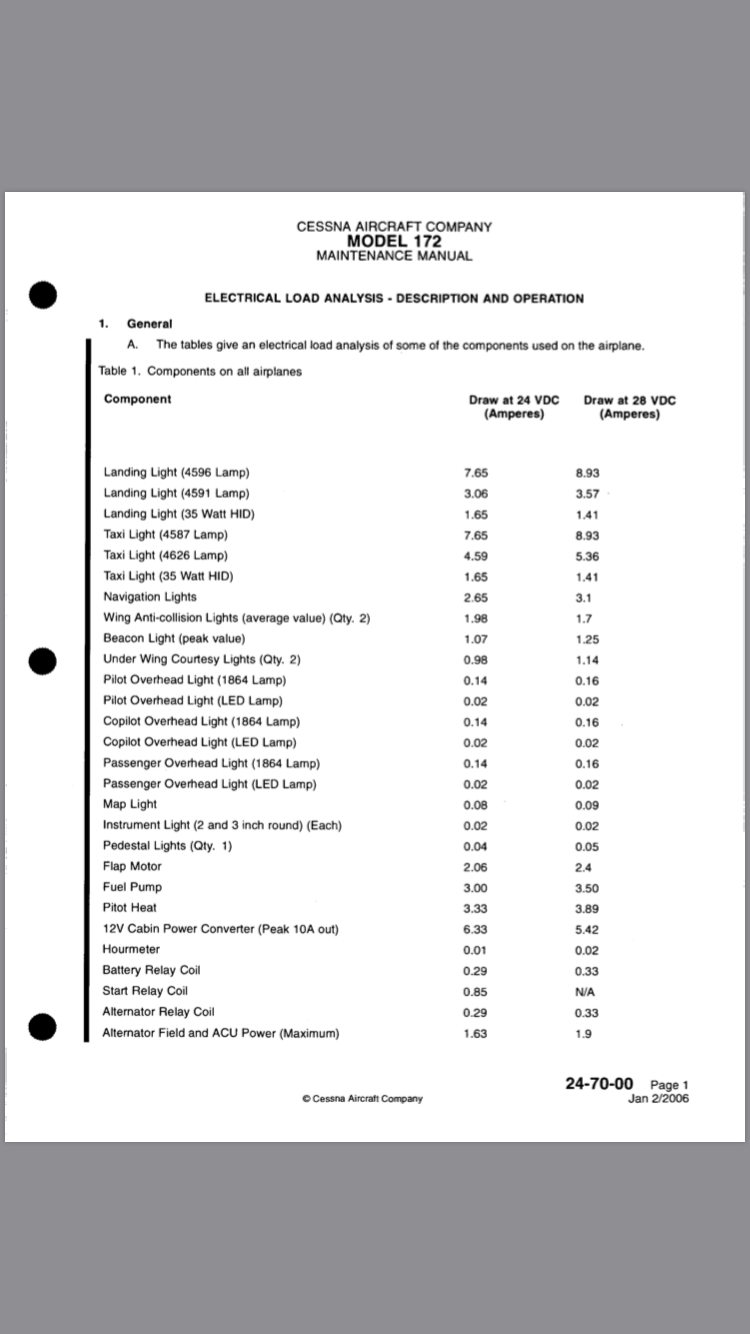 CESSNA AIRCRAFT COMPANY
MODEL 172
MAINTENANCE MANUAL
ELECTRICAL LOAD ANALYSIS - DESCRIPTION AND OPERATION
1. General
A. The tables give an electrical load analysis of some of the components used on the airplane.
Table 1. Components on all airplanes
Component Draw at 24 VDC Draw at 28 VDC
(Amperes) (Amperes)
Landing Light (4596 Lamp) 7.65 8.93
Landing Light (4591 Lamp) 3.06 3.57
Landing Light (35 Watt HID) 1.65 1.41
Taxi Light (4587 Lamp) 7.65 8.93
Taxi Light (4626 Lamp) 4.59 5.36
Taxi Light (35 Watt HID) 1.65 1.41
Navigation Lights 2.65 3.1
Wing Anti-collision Lights (average value) (Qty. 2) 1.98 1.7
Beacon Light (peak value) 1.07 1.25
Under Wing Courtesy Lights (Qty. 2) 0.98 1.14
Pilot Overhead Light (1864 Lamp) 0.14 0.16
Pilot Overhead Light (LED Lamp) 0.02 0.02
Copilot Overhead Light (1864 Lamp) 0.14 0.16
Copilot Overhead Light (LED Lamp) 0.02 0.02
Passenger Overhead Light (1864 Lamp) 0.14 0.16
Passenger Overhead Light (LED Lamp) 0.02 0.02
Map Light 0.08 0.09
Instrument Light (2 and 3 inch round) (Each) 0.02 0.02
Pedestal Lights (Qty. 1) 0.04 0.05
Flap Motor 2.06 2.4
Fuel Pump 3.00 3.50
Pitot Heat 3.33 3.89
12V Cabin Power Converter (Peak 10A out) 6.33 5.42
Hourmeter 0.01 0.02
Battery Relay Coil 0.29 0.33
Start Relay Coil 0.85 N/A
Alternator Relay Coil 0.29 0.33
Alternator Field and ACU Power (Maximum) 1.63 1.9
24-70-00 Page 1
© Cessna Aircraft Company Jan 2/2006